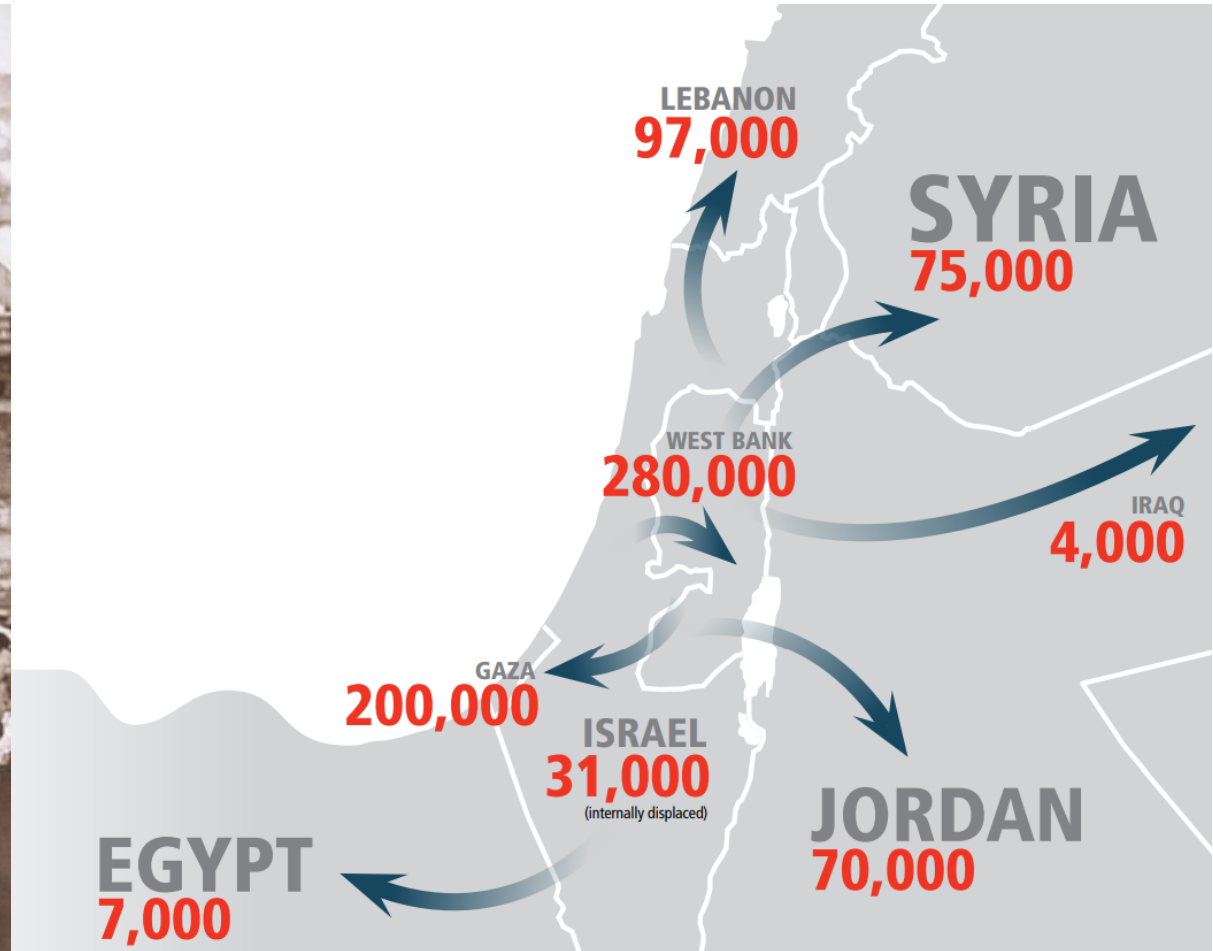 LEBANON
97,000
SYRIA
75,000
WEST BANK
280,000
IRAQ
4,000
GAZA
200,000
ISRAEL
31,000
(internally displaced)
JORDAN
70,000
EGYPT
7,000